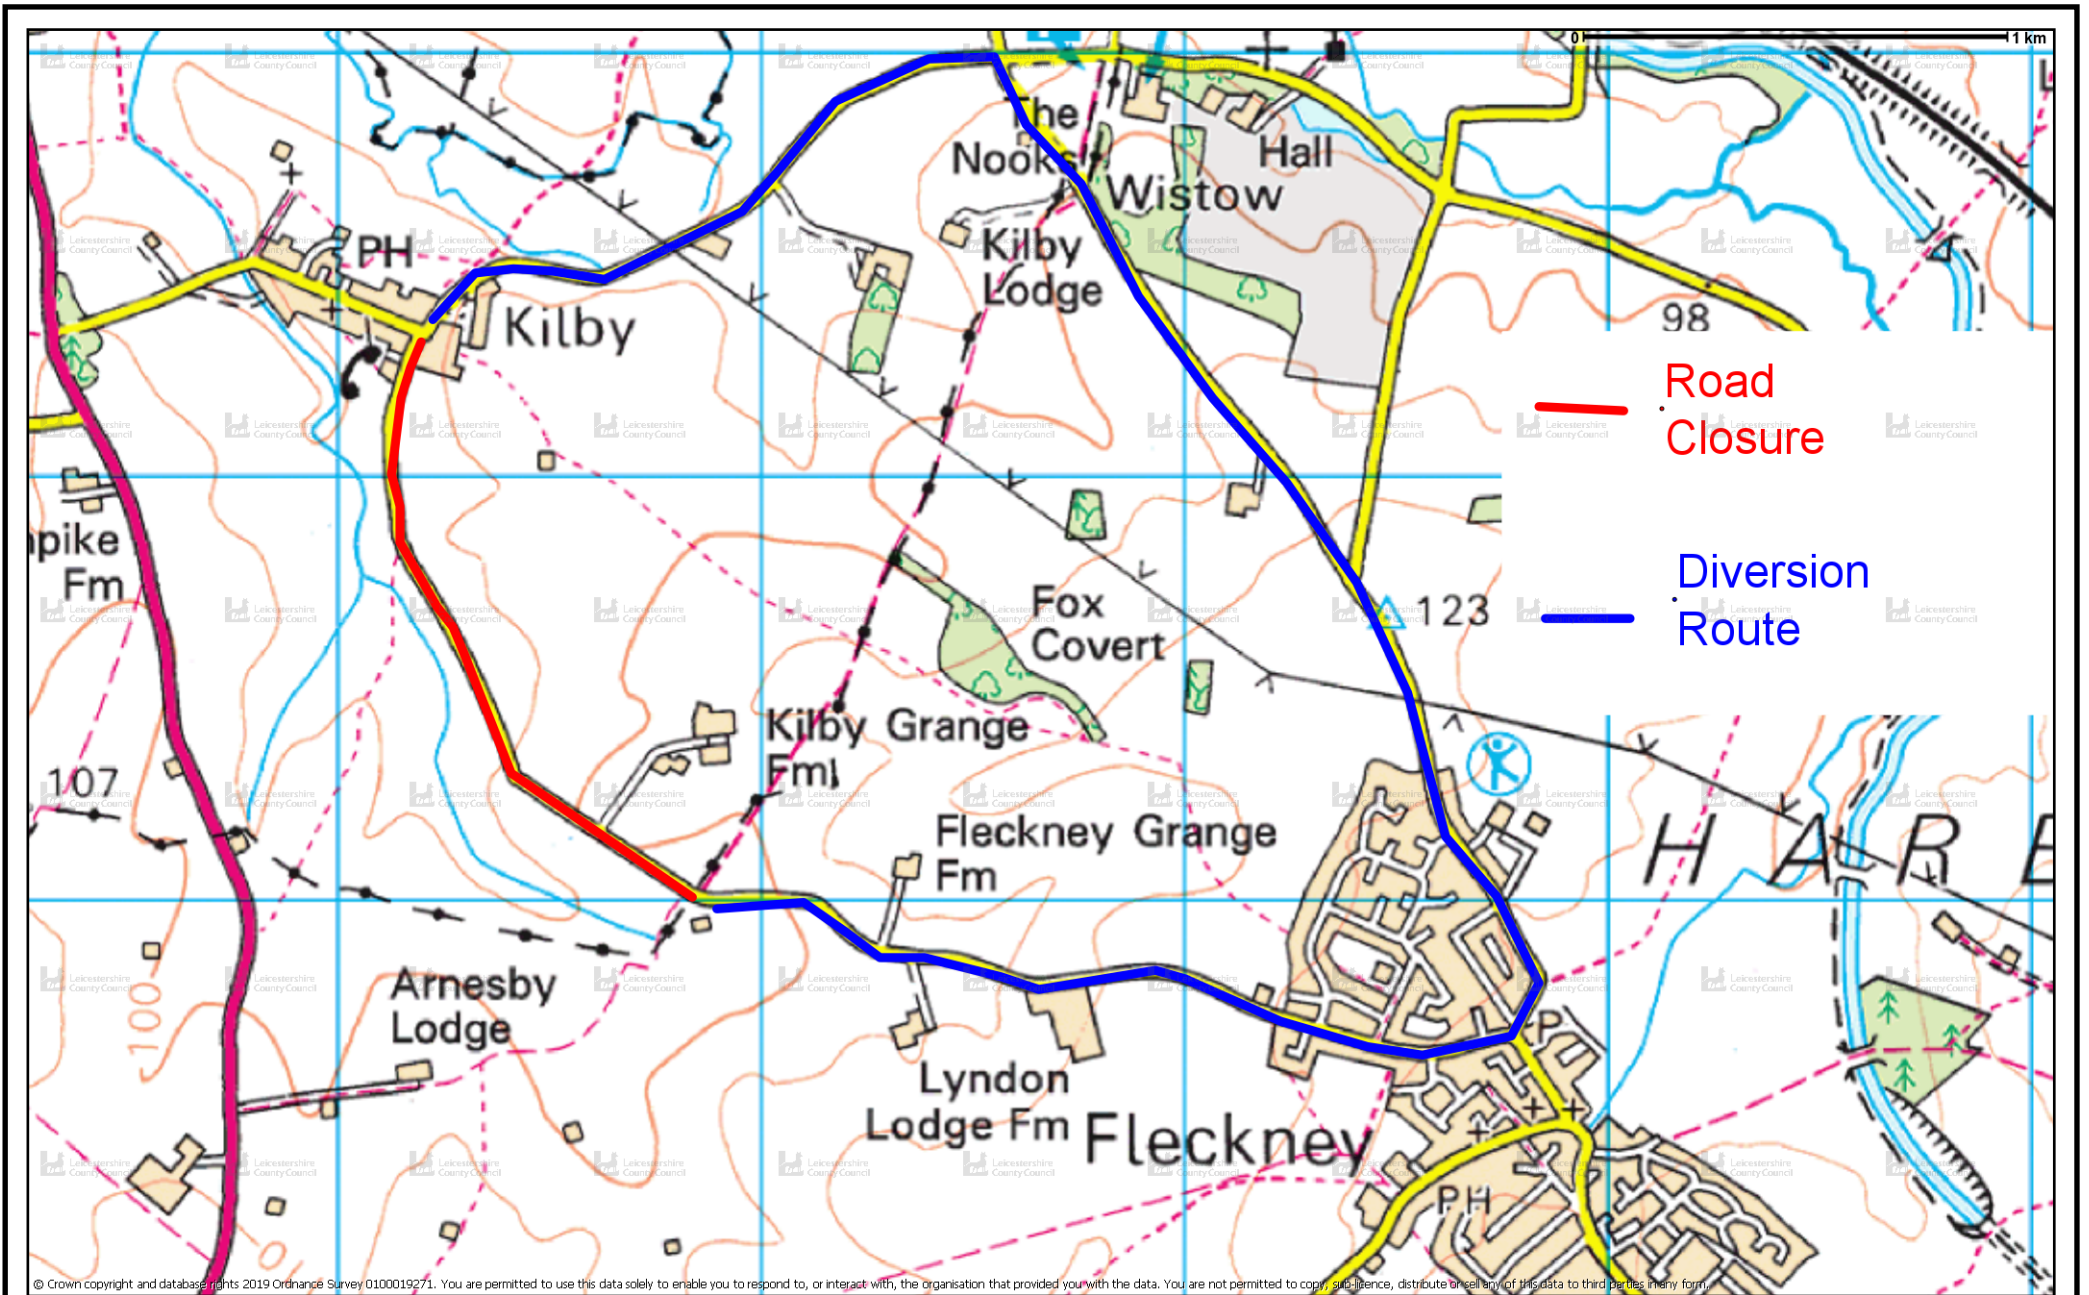 0
1 km
The
Nooks
Hall
Wistow
PH
Kilby
Lodge
Kilby
98
Road
Closure
pike
Fm
Diversion
Route
Fox
Covert
123
Kilby Grange
Fm
107
Fleckney Grange
Fm
H A R E
Arnesby
Lodge
100
P
Lyndon
Lodge Fm
Fleckney
PH
Leicestershire
County Council
© Crown copyright and database rights 2019 Ordnance Survey 0100019271. You are permitted to use this data solely to enable you to respond to, or interact with, the organisation that provided you with the data. You are not permitted to copy, sub-licence, distribute or sell any of this data to third parties in any form.